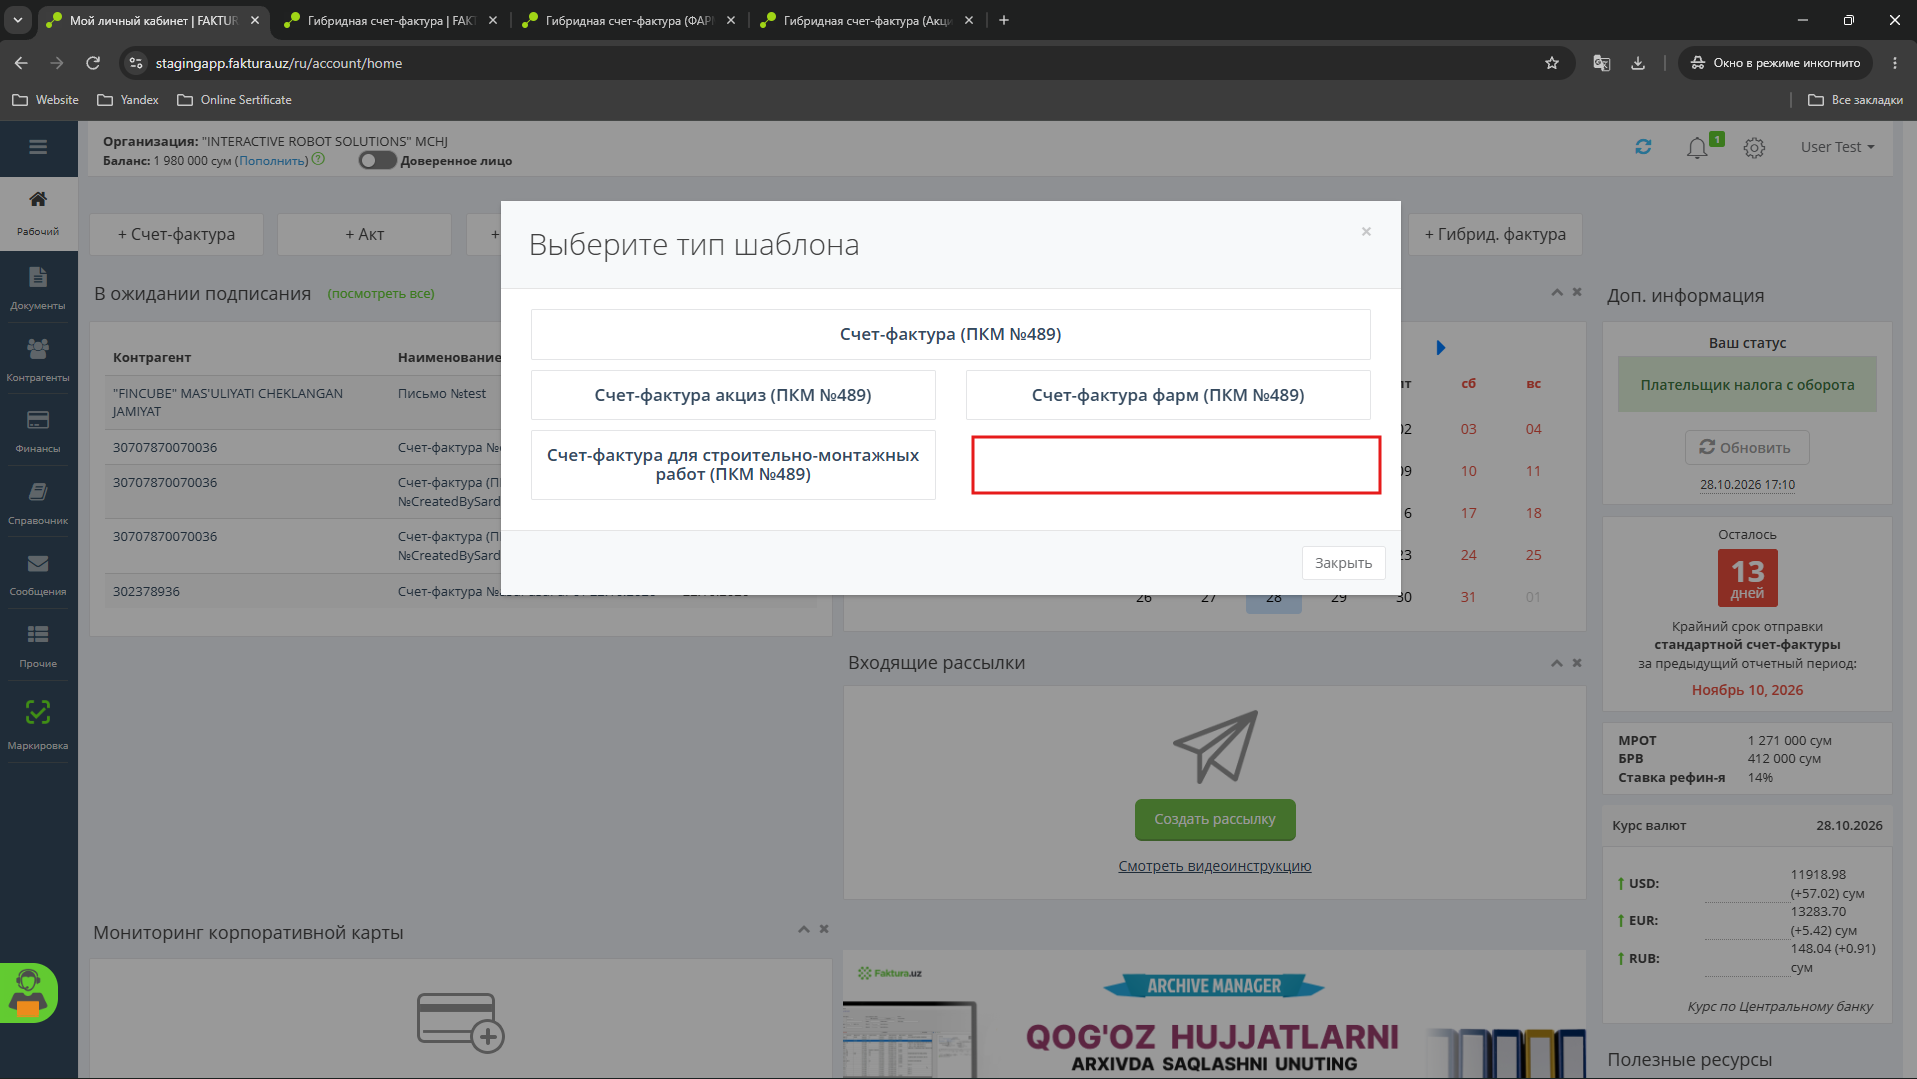 Мой личный кабинет | FAKTUR
Гибридная счет-фактура | FAKT
Гибридная счет-фактура (ФАРМ
Гибридная счет-фактура (Акци
stagingapp.faktura.uz/ru/account/home
Окно в режиме инкогнито
Website
Yandex
Online Sertificate
Все закладки
Организация: "INTERACTIVE ROBOT SOLUTIONS" MCHJ
Баланс: 1 980 000 сум (Пополнить)
Доверенное лицо
1
User Test
Рабочий
Документы
Контрагенты
Финансы
Справочник
Сообщения
Прочие
Маркировка
+ Счет-фактура
+ Акт
+
+ Гибрид. фактура
Выберите тип шаблона
×
Счет-фактура (ПКМ №489)
Счет-фактура акциз (ПКМ №489)
Счет-фактура фарм (ПКМ №489)
Счет-фактура для строительно-монтажных
работ (ПКМ №489)
Закрыть
В ожидании подписания (посмотреть все)
Контрагент
Наименование
"FINCUBE" MAS'ULIYATI CHEKLANGAN
JAMIYAT
Письмо №test
30707870070036
Счет-фактура №
30707870070036
Счет-фактура (П
№CreatedBySard
30707870070036
Счет-фактура (П
№CreatedBySard
302378936
Счет-фактура
сб
вс
02
03
04
09
10
11
16
17
18
23
24
25
26
27
28
29
30
31
01
Входящие рассылки
Создать рассылку
Смотреть видеоинструкцию
Мониторинг корпоративной карты
Faktura.uz
ARCHIVE MANAGER
QOG'OZ HUJJATLARNI
ARXIVDA SAQLASHNI UNUTING
Доп. информация
Ваш статус
Плательщик налога с оборота
Обновить
28.10.2026 17:10
Осталось
13
дней
Крайний срок отправки
стандартной счет-фактуры
за предыдущий отчетный период:
Ноябрь 10, 2026
МРОТ 1 271 000 сум
БРВ 412 000 сум
Ставка рефин-я 14%
Курс валют 28.10.2026
USD: 11918.98
(+57.02) сум
EUR: 13283.70
(+5.42) сум
RUB: 148.04 (+0.91)
сум
Курс по Центральному банку
Полезные ресурсы